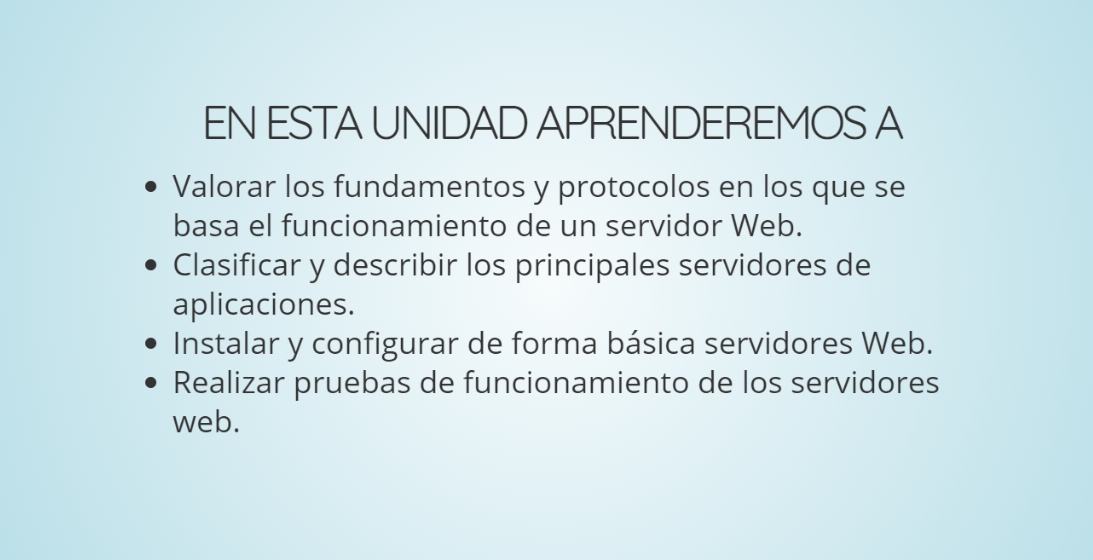 EN ESTA UNIDAD APRENDEREMOS A
• Valorar los fundamentos y protocolos en los que se
basa el funcionamiento de un servidor Web.
• Clasificar y describir los principales servidores de
aplicaciones.
• Instalar y configurar de forma básica servidores Web.
• Realizar pruebas de funcionamiento de los servidores
web.